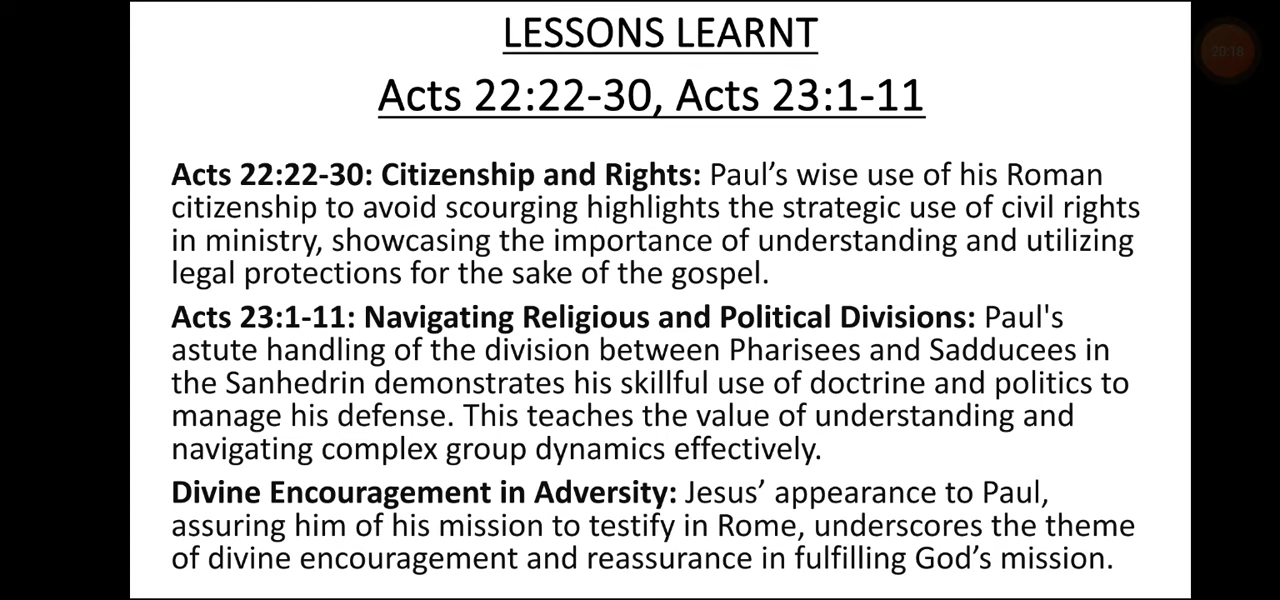 LESSONS LEARNT
Acts 22:22-30, Acts 23:1-11
20:18
Acts 22:22-30: Citizenship and Rights: Paul’s wise use of his Roman
citizenship to avoid scourging highlights the strategic use of civil rights
in ministry, showcasing the importance of understanding and utilizing
legal protections for the sake of the gospel.
Acts 23:1-11: Navigating Religious and Political Divisions: Paul's
astute handling of the division between Pharisees and Sadducees in
the Sanhedrin demonstrates his skillful use of doctrine and politics to
manage his defense. This teaches the value of understanding and
navigating complex group dynamics effectively.
Divine Encouragement in Adversity: Jesus’ appearance to Paul,
assuring him of his mission to testify in Rome, underscores the theme
of divine encouragement and reassurance in fulfilling God’s mission.